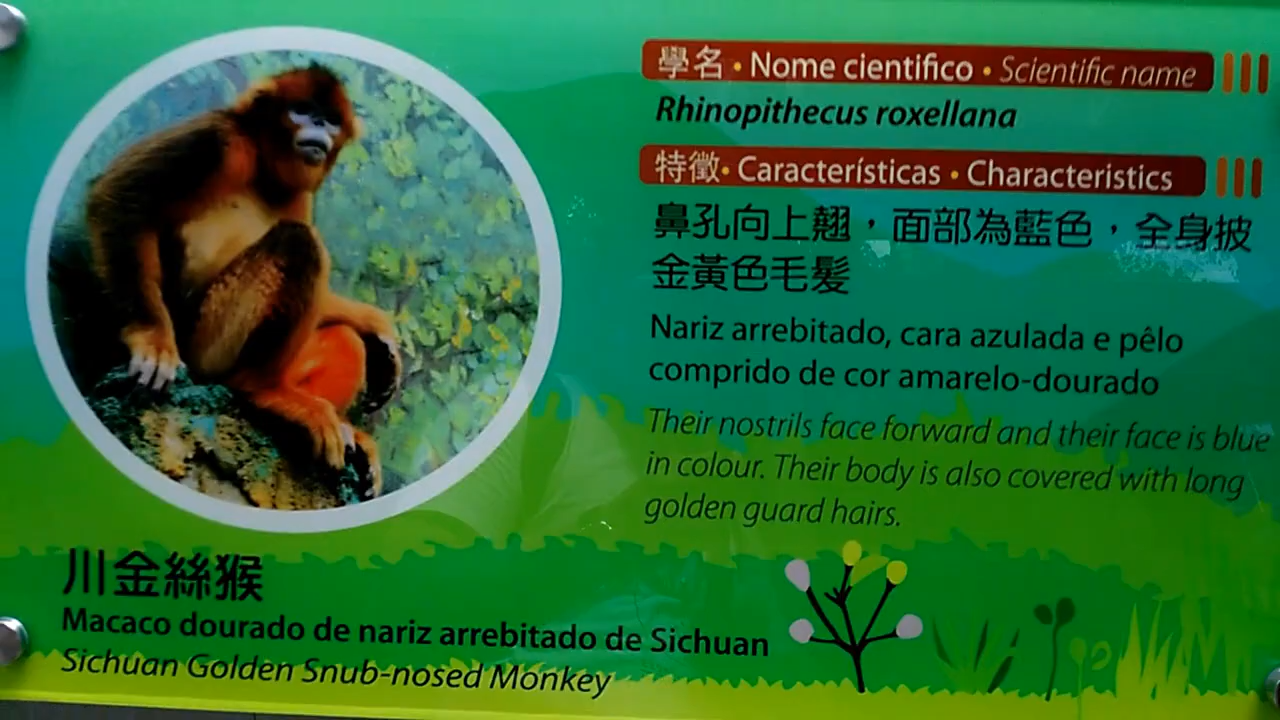 學名 • Nome cientifico • Scientific name
Rhinopithecus roxellana
特徵 • Características • Characteristics
鼻孔向上翹，面部為藍色，全身披
金黃色毛髮
Nariz arrebitado, cara azulada e pêlo
comprido de cor amarelo-dourado
Their nostrils face forward and their face is blue
in colour. Their body is also covered with long
golden guard hairs.
川金絲猴
Macaco dourado de nariz arrebitado de Sichuan
Sichuan Golden Snub-nosed Monkey